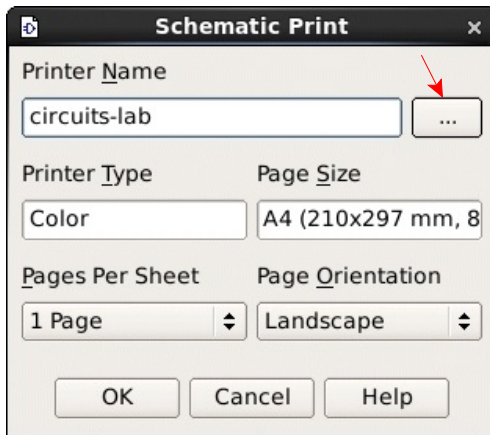 Schematic Print
Printer Name
circuits-lab
...
Printer Type
Page Size
Color
A4 (210x297 mm, 8
Pages Per Sheet
Page Orientation
1 Page
Landscape
OK
Cancel
Help